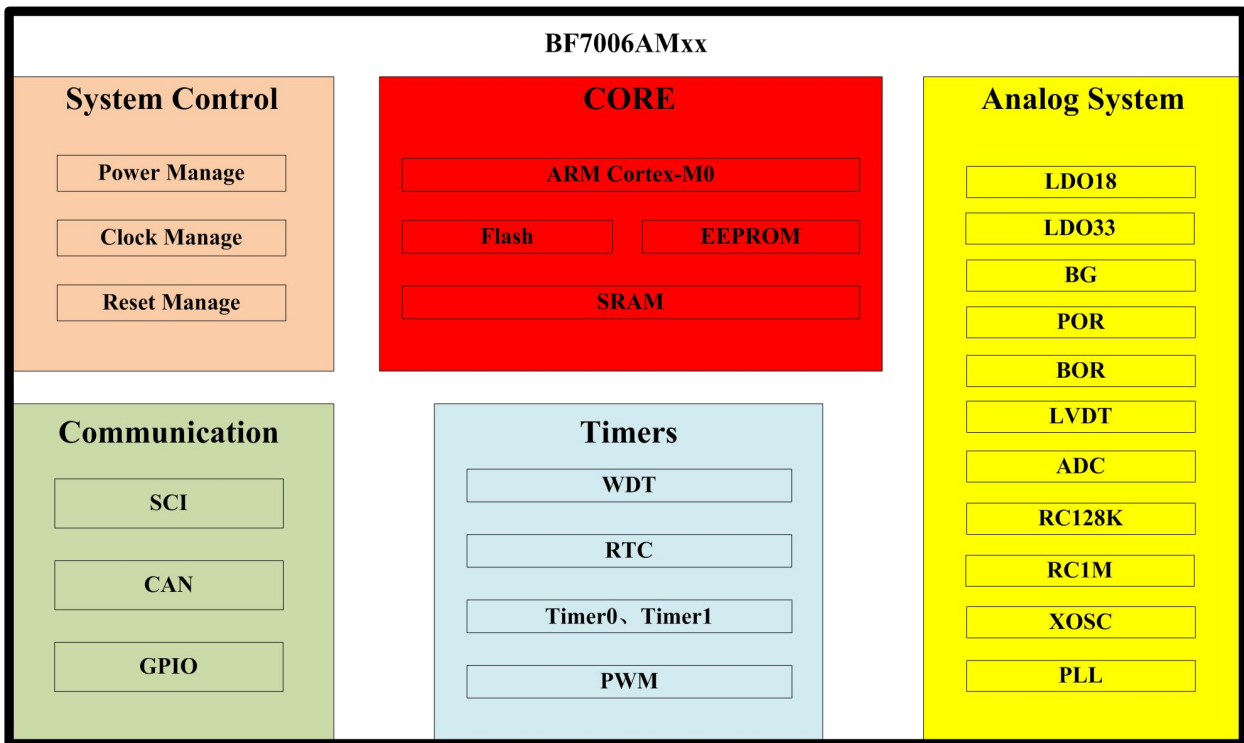 BF7006AMxx
System Control
Power Manage
Clock Manage
Reset Manage
CORE
ARM Cortex-M0
Flash
EEPROM
SRAM
Analog System
LDO18
LDO33
BG
POR
BOR
LVDT
ADC
RC128K
RC1M
XOSC
PLL
Communication
SCI
CAN
GPIO
Timers
WDT
RTC
Timer0、Timer1
PWM